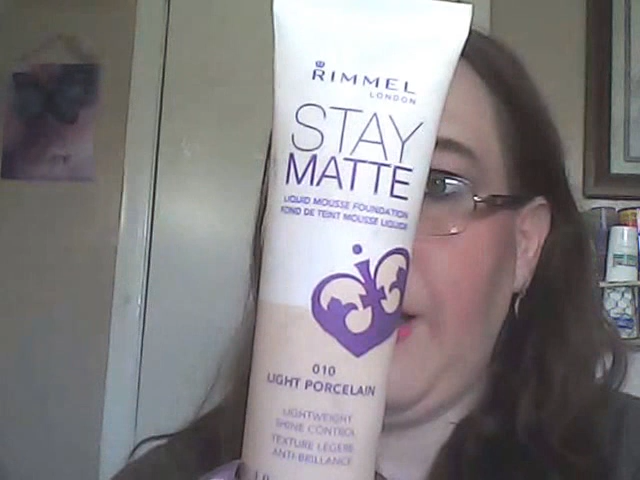 RIMMEL
LONDON
STAY
MATTE
LIQUID MOUSSE FOUNDATION
FOND DE TEINT MOUSSE LIQUIDE
010
LIGHT PORCELAIN
LIGHTWEIGHT
SHINE CONTROL
TEXTURE LÉGÈRE
ANTI-BRILLANCE